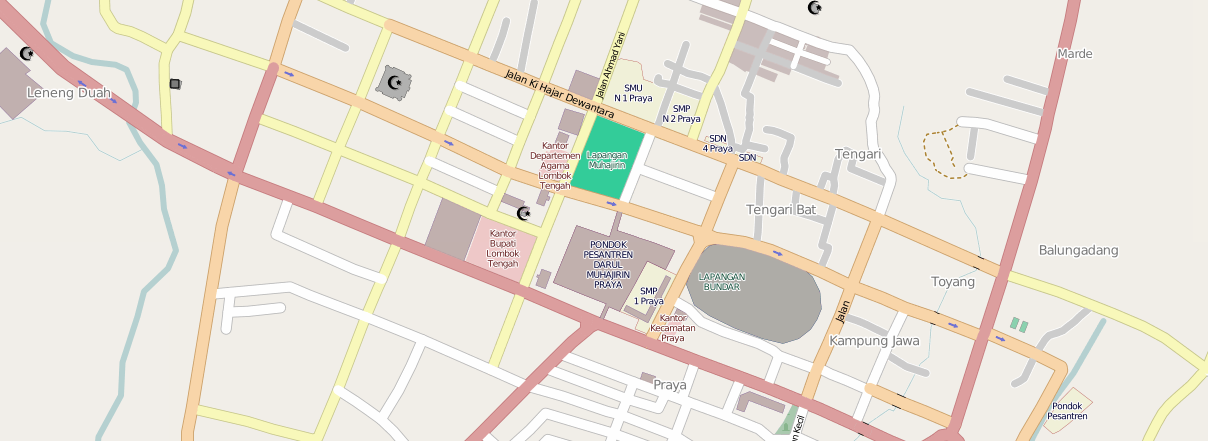 Marde
Leneng Duah
Jalan Ahmad Yani
Jalan Ki Hajar Dewantara
SMU
N 1 Praya
SMP
N 2 Praya
SDN
4 Praya
SDN
Kantor
Departemen
Agama
Lombok
Tengah
Lapangan
Muhajirin
Tengari
Tengari Bat
Kantor
Bupati
Lombok
Tengah
PONDOK
PESANTREN
DARUL
MUHAJIRIN
PRAYA
Balungadang
LAPANGAN
BUNDAR
Toyang
SMP
1 Praya
Kantor
Kecamatan
Praya
Jalan
Kampung Jawa
Praya
Pondok
Pesantren
n Keol